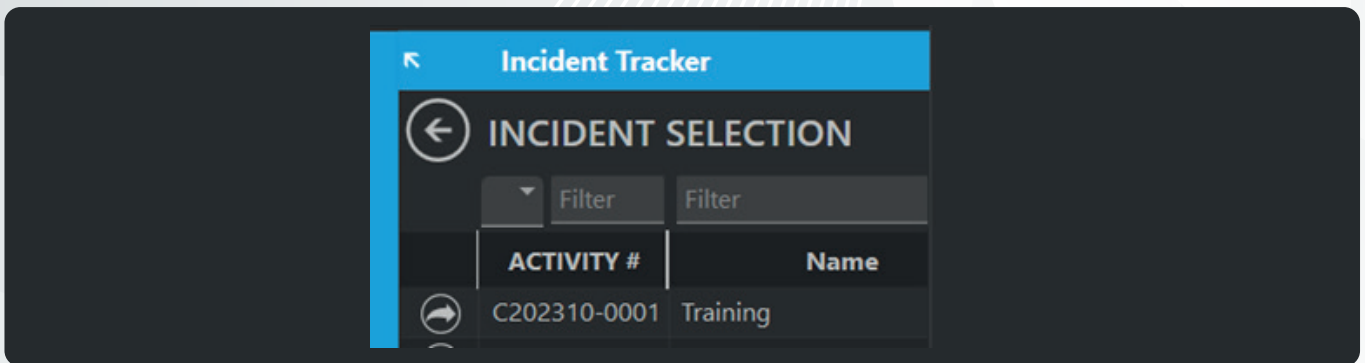 Incident Tracker
INCIDENT SELECTION
Filter Filter
ACTIVITY # Name
C202310-0001 Training